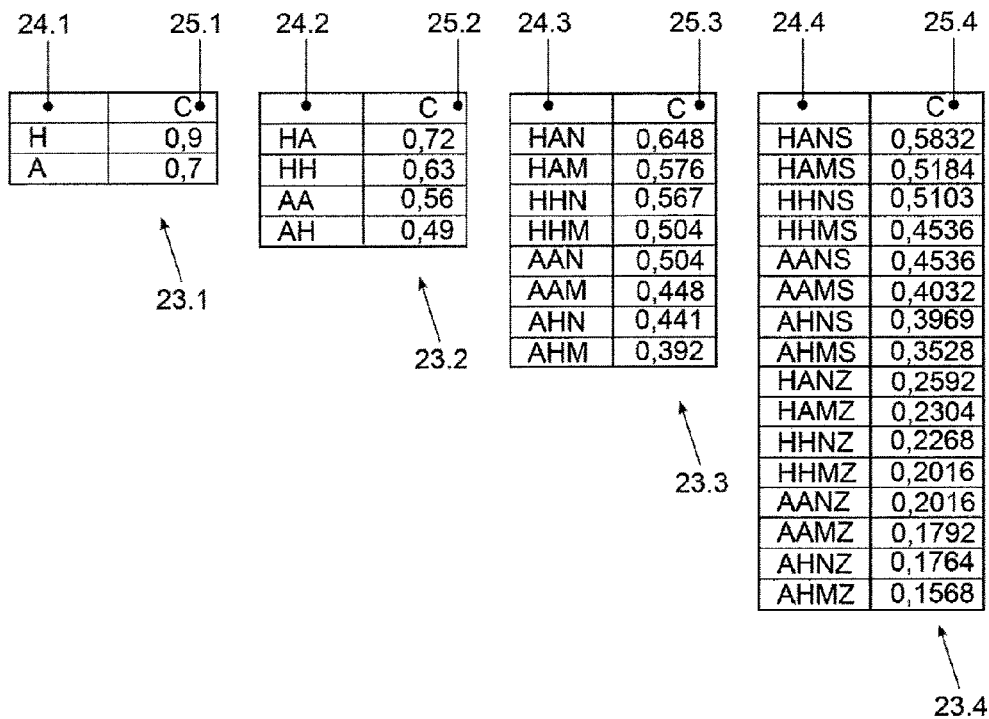 24.1 25.1 24.2 25.2 24.3 25.3 24.4 25.4
C
H 0,9
A 0,7
23.1
C
HA 0,72
HH 0,63
AA 0,56
AH 0,49
23.2
C
HAN 0,648
HAM 0,576
HHN 0,567
HHM 0,504
AAN 0,504
AAM 0,448
AHN 0,441
AHM 0,392
23.3
C
HANS 0,5832
HAMS 0,5184
HHNS 0,5103
HHMS 0,4536
AANS 0,4536
AAMS 0,4032
AHNS 0,3969
AHMS 0,3528
HANZ 0,2592
HAMZ 0,2304
HHNZ 0,2268
HHMZ 0,2016
AANZ 0,2016
AAMZ 0,1792
AHNZ 0,1764
AHMZ 0,1568
23.4